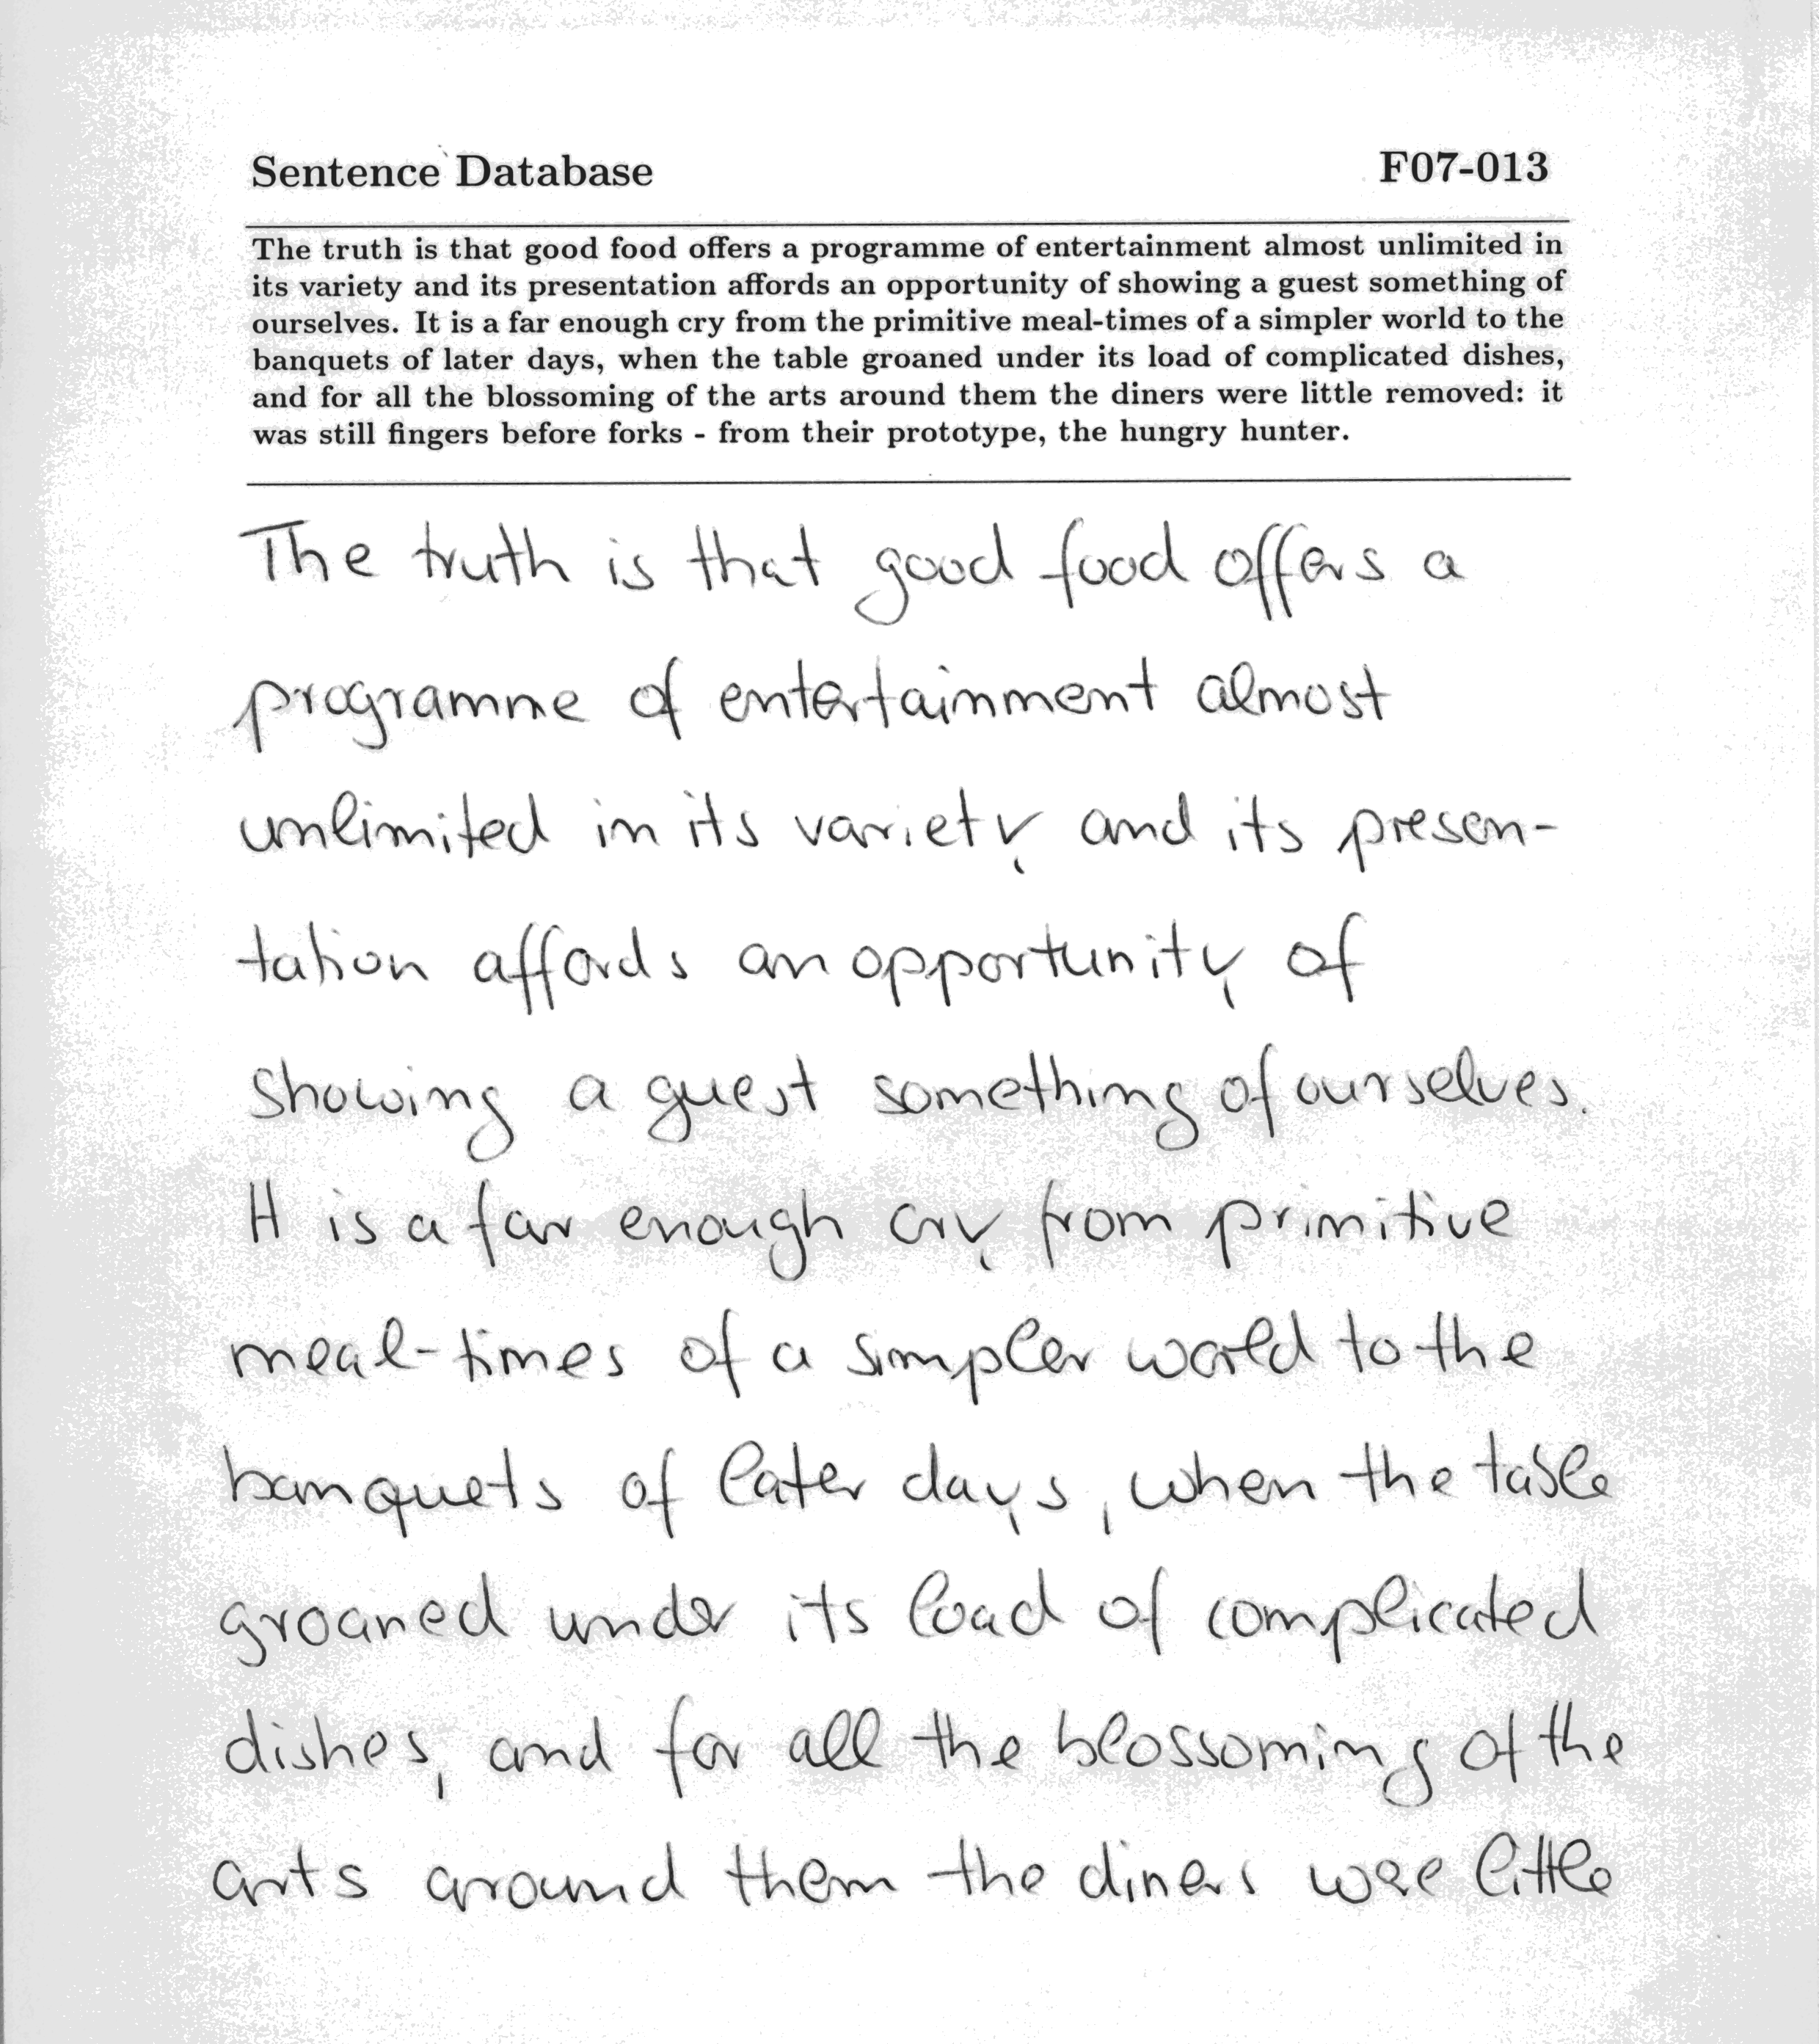 Sentence Database F07-013
The truth is that good food offers a programme of entertainment almost unlimited in
its variety and its presentation affords an opportunity of showing a guest something of
ourselves. It is a far enough cry from the primitive meal-times of a simpler world to the
banquets of later days, when the table groaned under its load of complicated dishes,
and for all the blossoming of the arts around them the diners were little removed: it
was still fingers before forks - from their prototype, the hungry hunter.
The truth is that good food offers a
programme of entertainment almost
unlimited in its variety and its presen-
tation affords an opportunity of
showing a guest something of ourselves.
It is a far enough cry from primitive
meal-times of a simpler world to the
banquets of later days, when the table
groaned under its load of complicated
dishes, and for all the blossoming of the
arts around them the diners were little